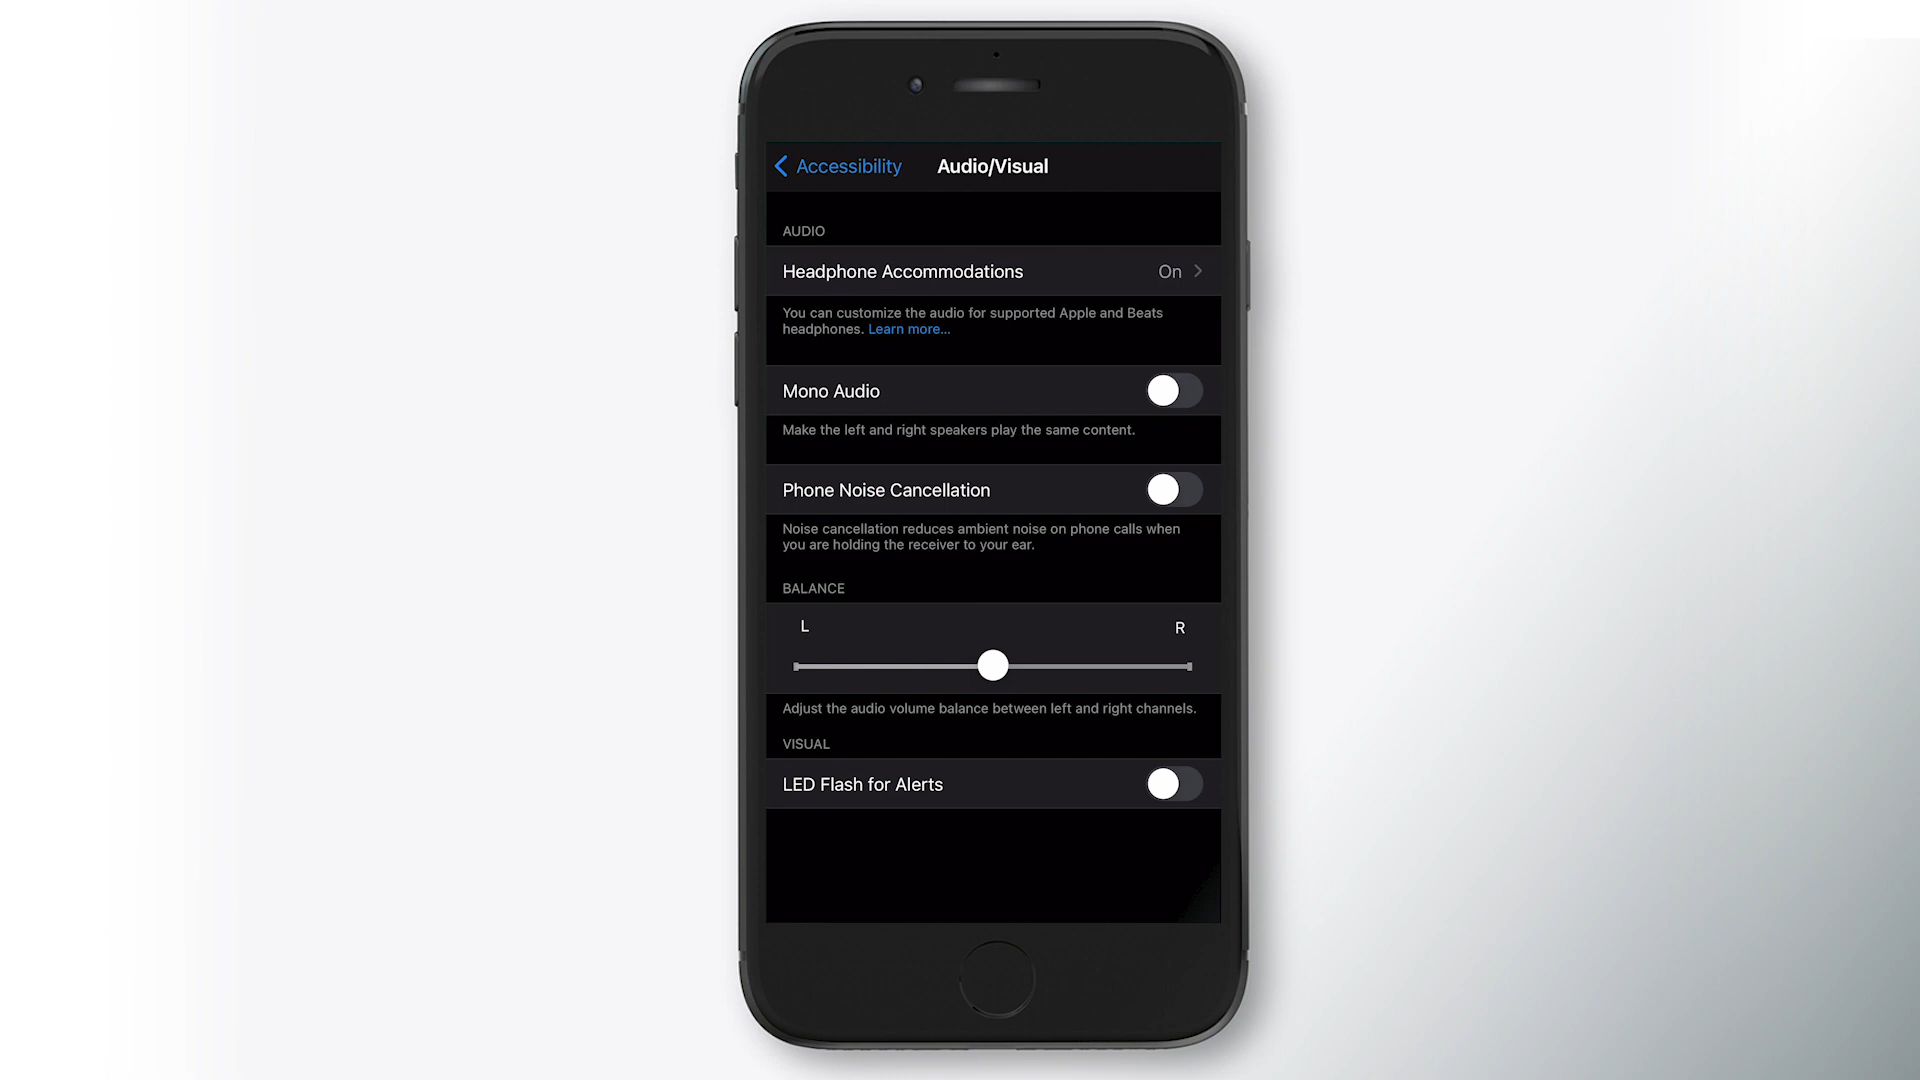 Accessibility
Audio/Visual
AUDIO
Headphone Accommodations
On
You can customize the audio for supported Apple and Beats
headphones. Learn more...
Mono Audio
Make the left and right speakers play the same content.
Phone Noise Cancellation
Noise cancellation reduces ambient noise on phone calls when
you are holding the receiver to your ear.
BALANCE
L
R
Adjust the audio volume balance between left and right channels.
VISUAL
LED Flash for Alerts